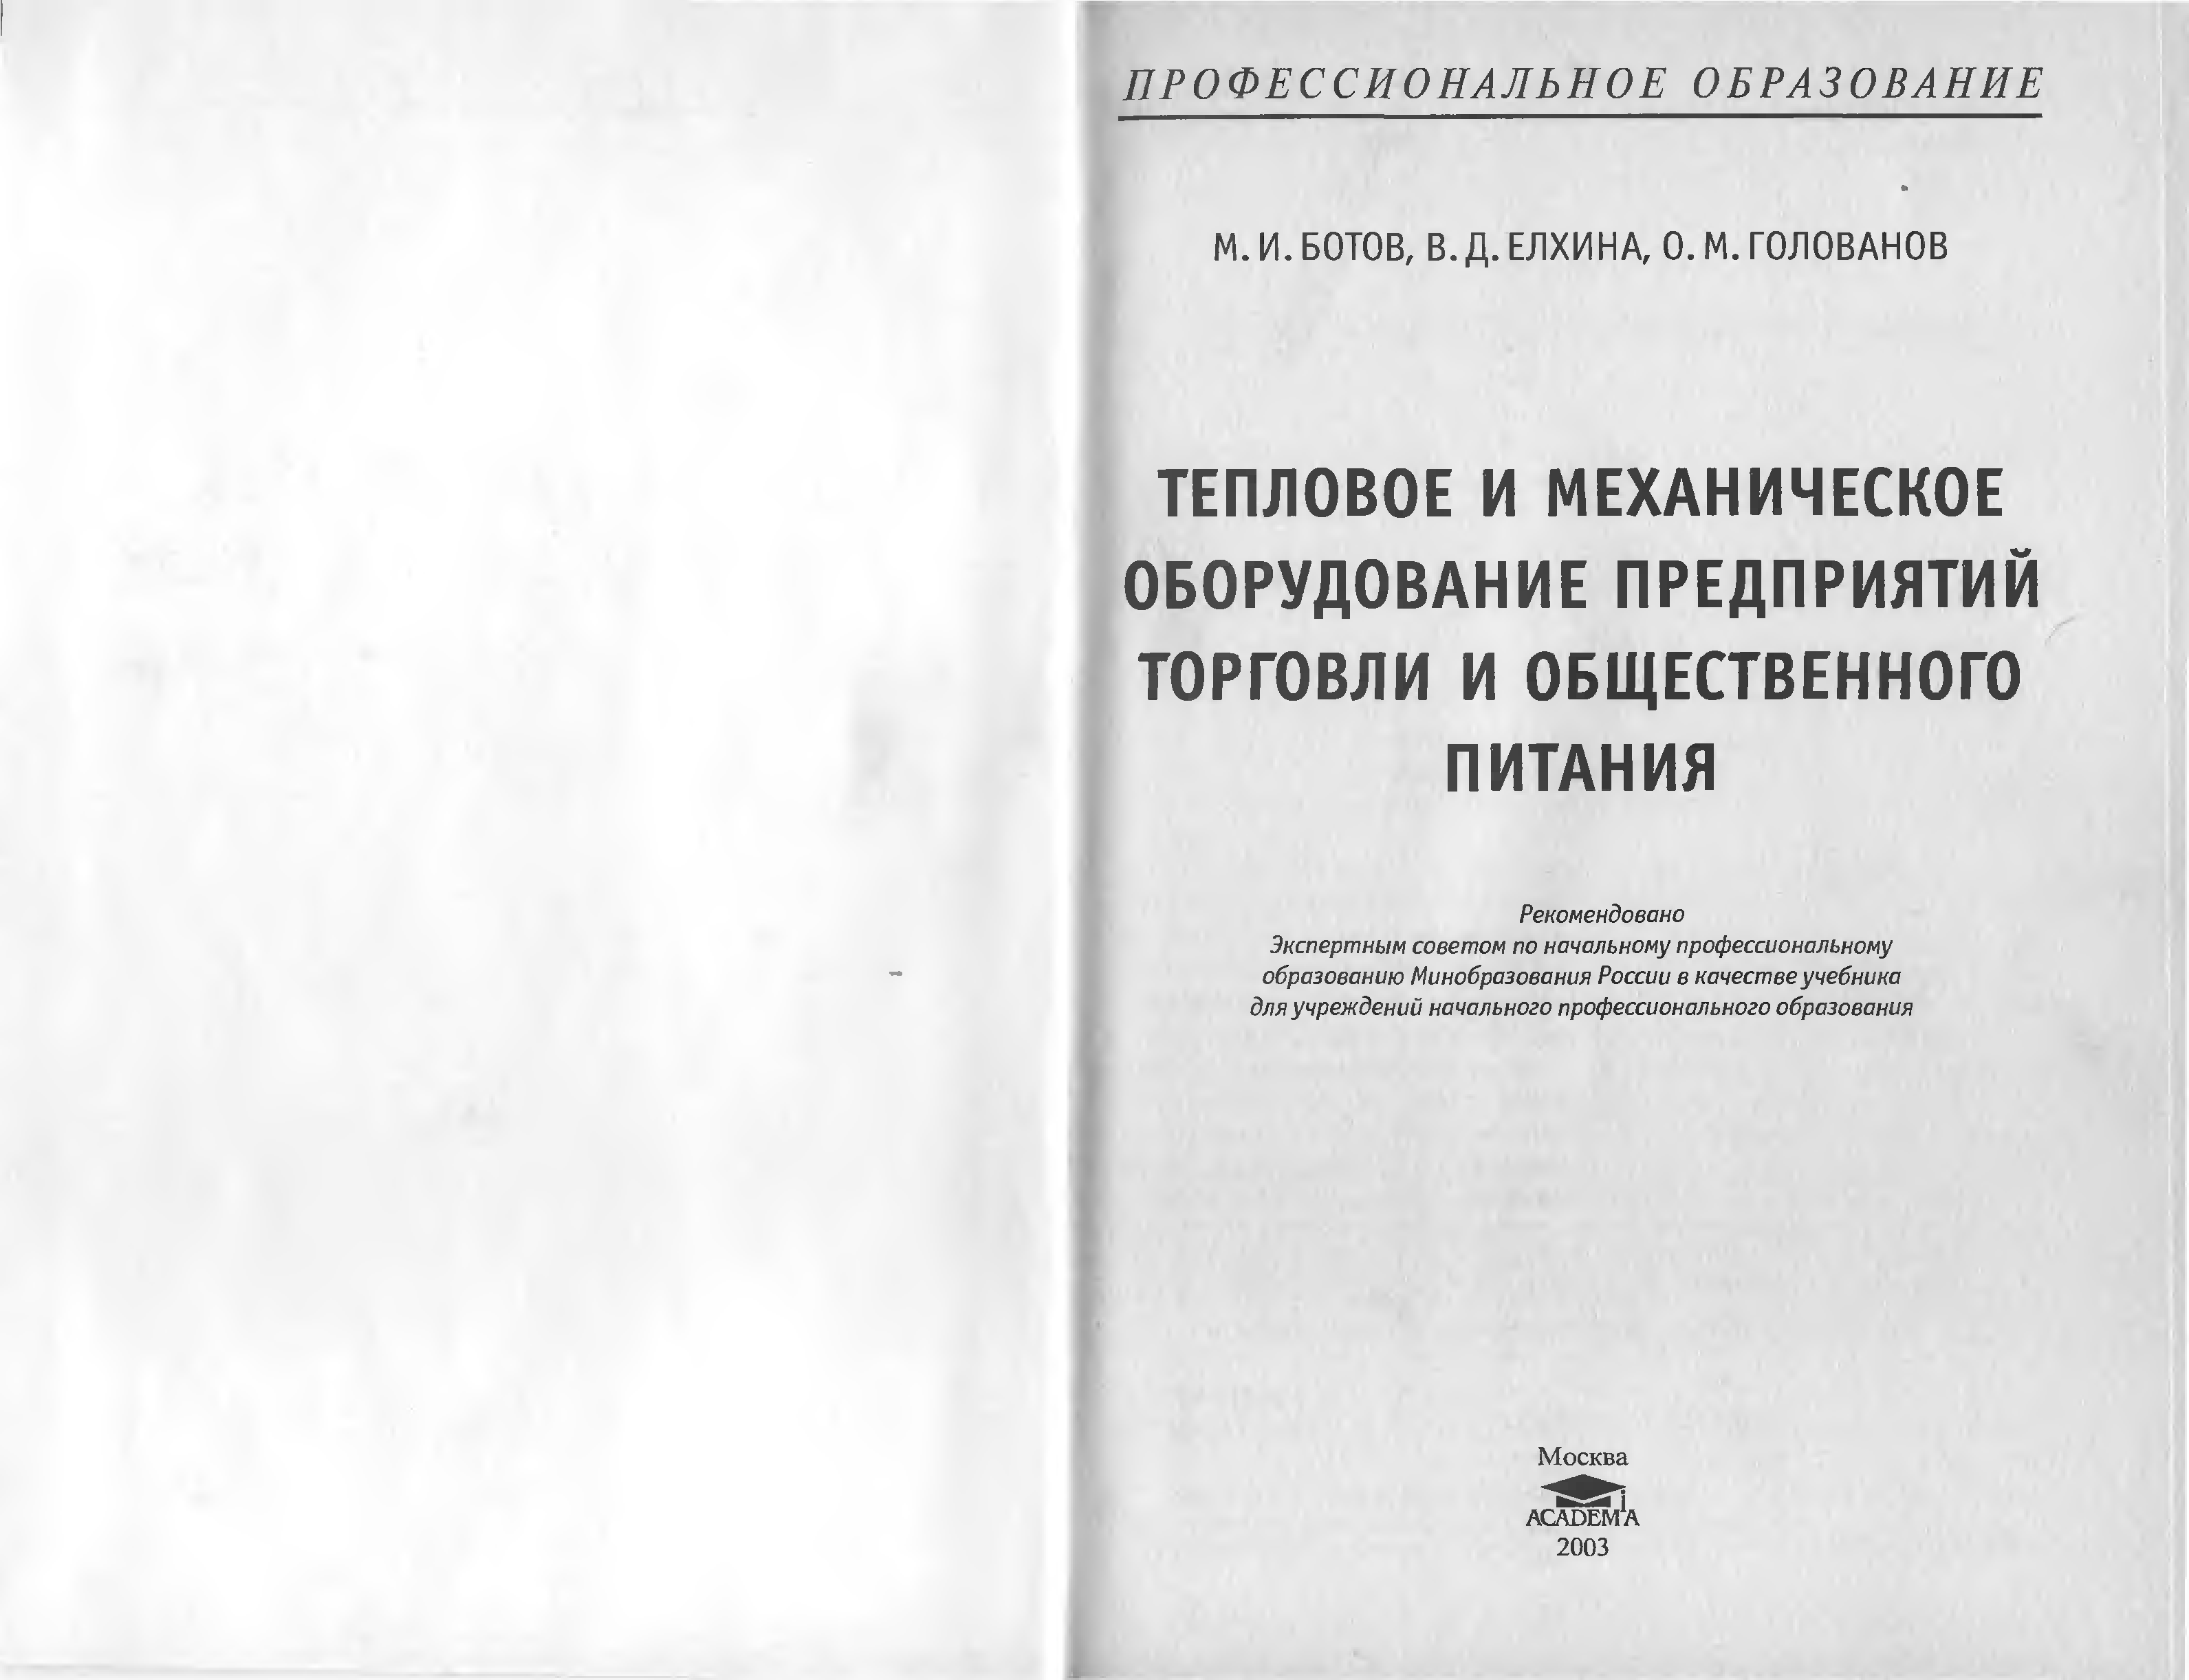 ПРОФЕССИОНАЛЬНОЕ ОБРАЗОВАНИЕ
М. И. БОТОВ, В. Д. ЕЛХИНА, О. М. ГОЛОВАНОВ
ТЕПЛОВОЕ И МЕХАНИЧЕСКОЕ
ОБОРУДОВАНИЕ ПРЕДПРИЯТИЙ
ТОРГОВЛИ И ОБЩЕСТВЕННОГО
ПИТАНИЯ
Рекомендовано
Экспертным советом по начальному профессиональному
образованию Минобразования России в качестве учебника
для учреждений начального профессионального образования
Москва
ACADEMIA
2003